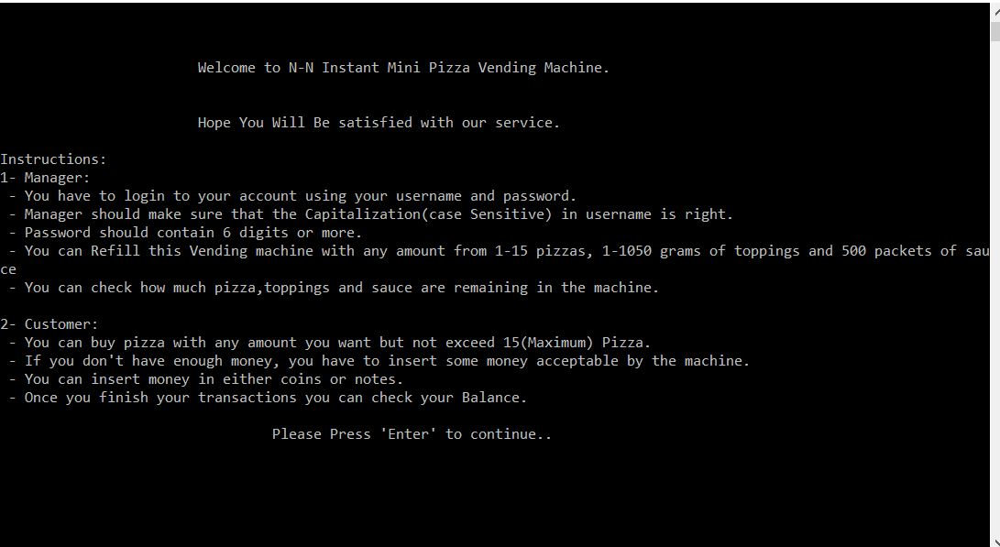 Welcome to N-N Instant Mini Pizza Vending Machine.
Hope You Will Be satisfied with our service.
Instructions:
1- Manager:
- You have to login to your account using your username and password.
- Manager should make sure that the Capitalization(case Sensitive) in username is right.
- Password should contain 6 digits or more.
- You can Refill this Vending machine with any amount from 1-15 pizzas, 1-1050 grams of toppings and 500 packets of sau
ce
- You can check how much pizza,toppings and sauce are remaining in the machine.
2- Customer:
- You can buy pizza with any amount you want but not exceed 15(Maximum) Pizza.
- If you don't have enough money, you have to insert some money acceptable by the machine.
- You can insert money in either coins or notes.
- Once you finish your transactions you can check your Balance.
Please Press 'Enter' to continue..